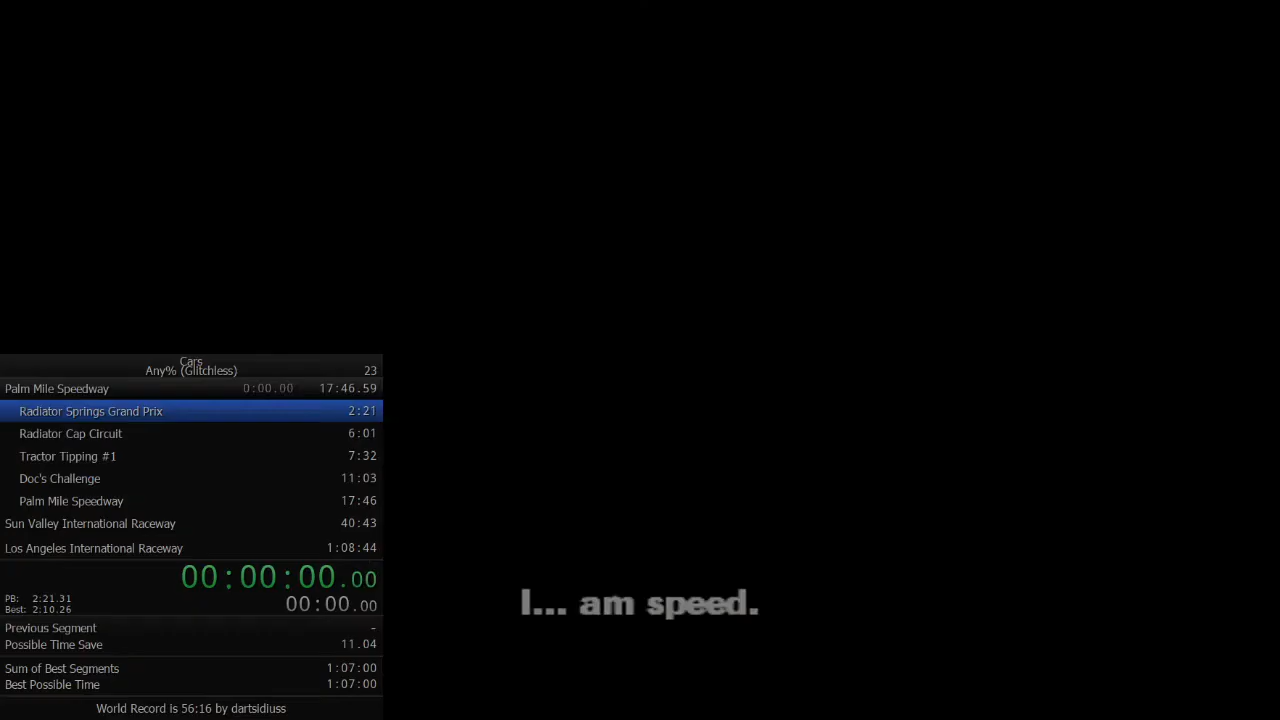 Cars
Any% (Glitchless) 23
Palm Mile Speedway 0:00.00 17:46.59
Radiator Springs Grand Prix 2:21
Radiator Cap Circuit 6:01
Tractor Tipping #1 7:32
Doc's Challenge 11:03
Palm Mile Speedway 17:46
Sun Valley International Raceway 40:43
Los Angeles International Raceway 1:08:44
00:00:00.00
PB: 2:21.31
Best: 2:10.26
00:00.00
I... am speed.
Previous Segment -
Possible Time Save 11.04
Sum of Best Segments 1:07:00
Best Possible Time 1:07:00
World Record is 56:16 by dartsidiuss